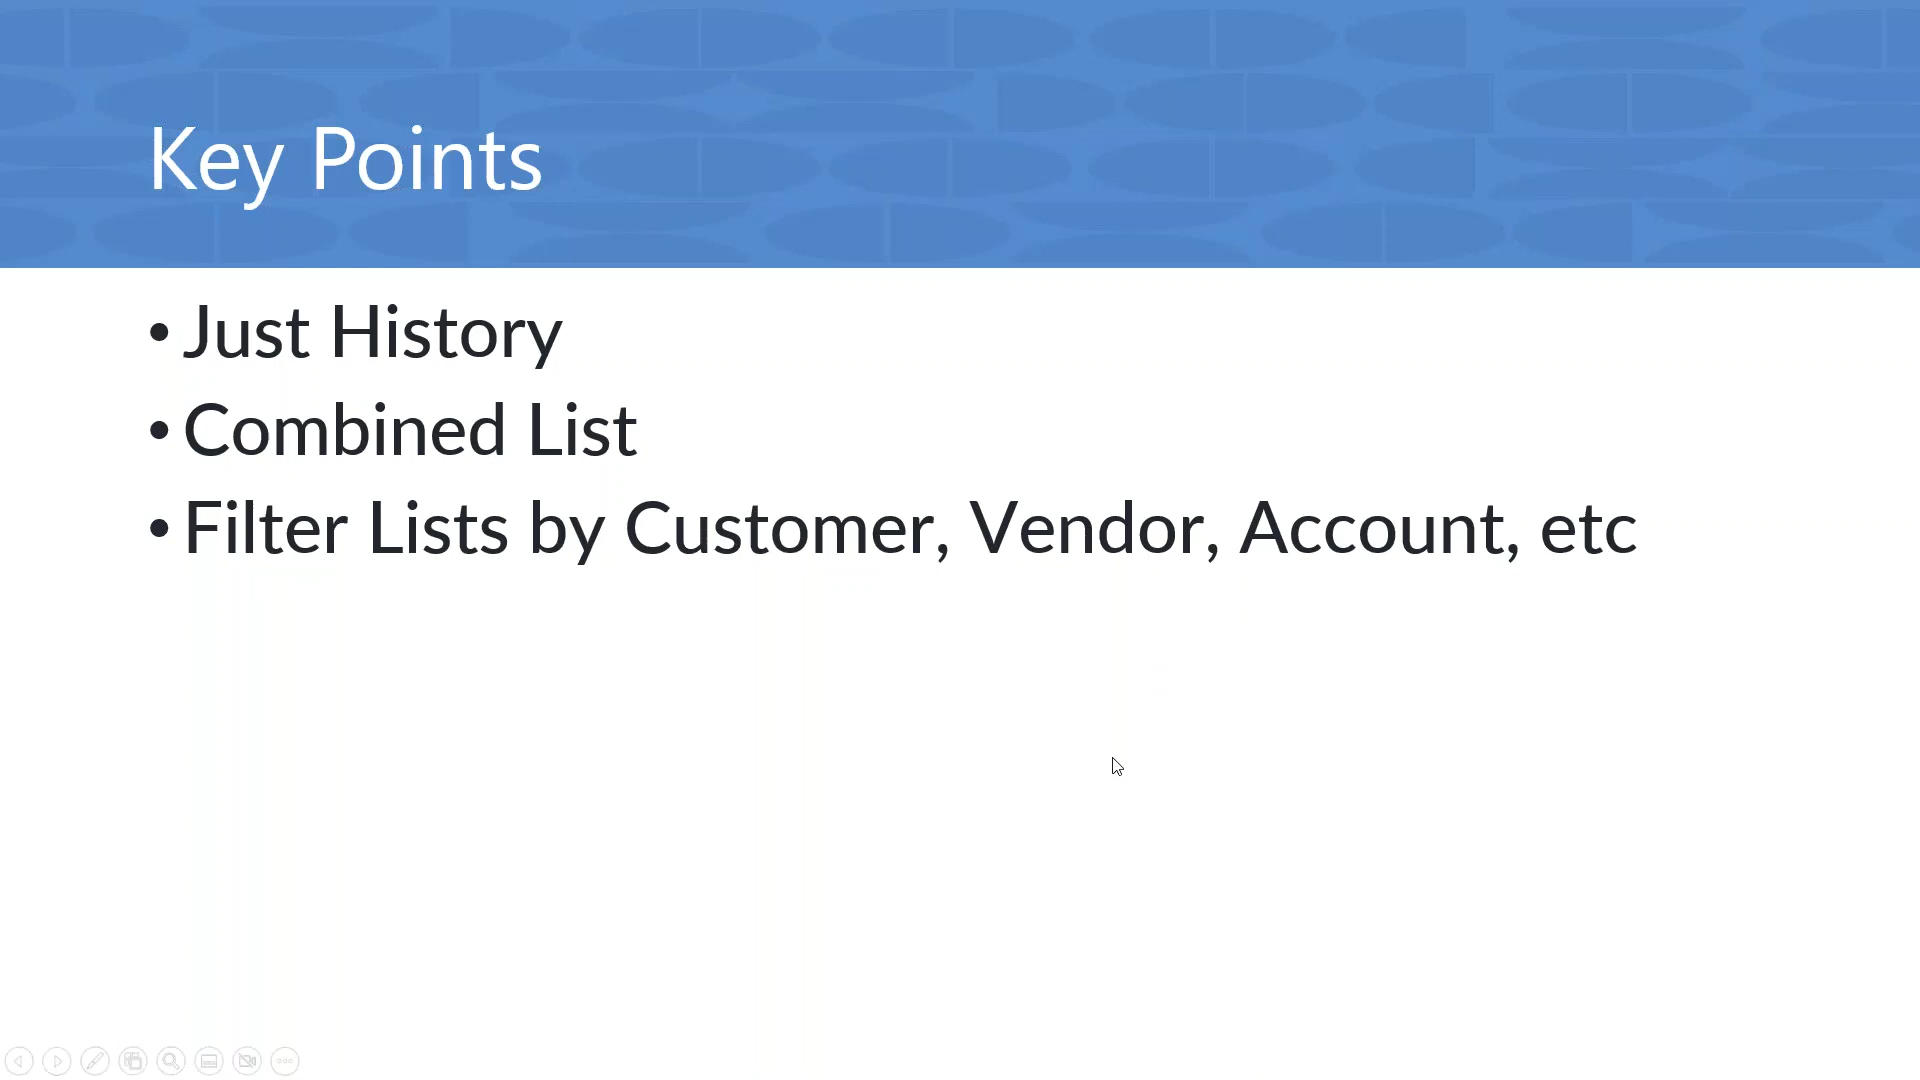 Key Points
• Just History
• Combined List
• Filter Lists by Customer, Vendor, Account, etc